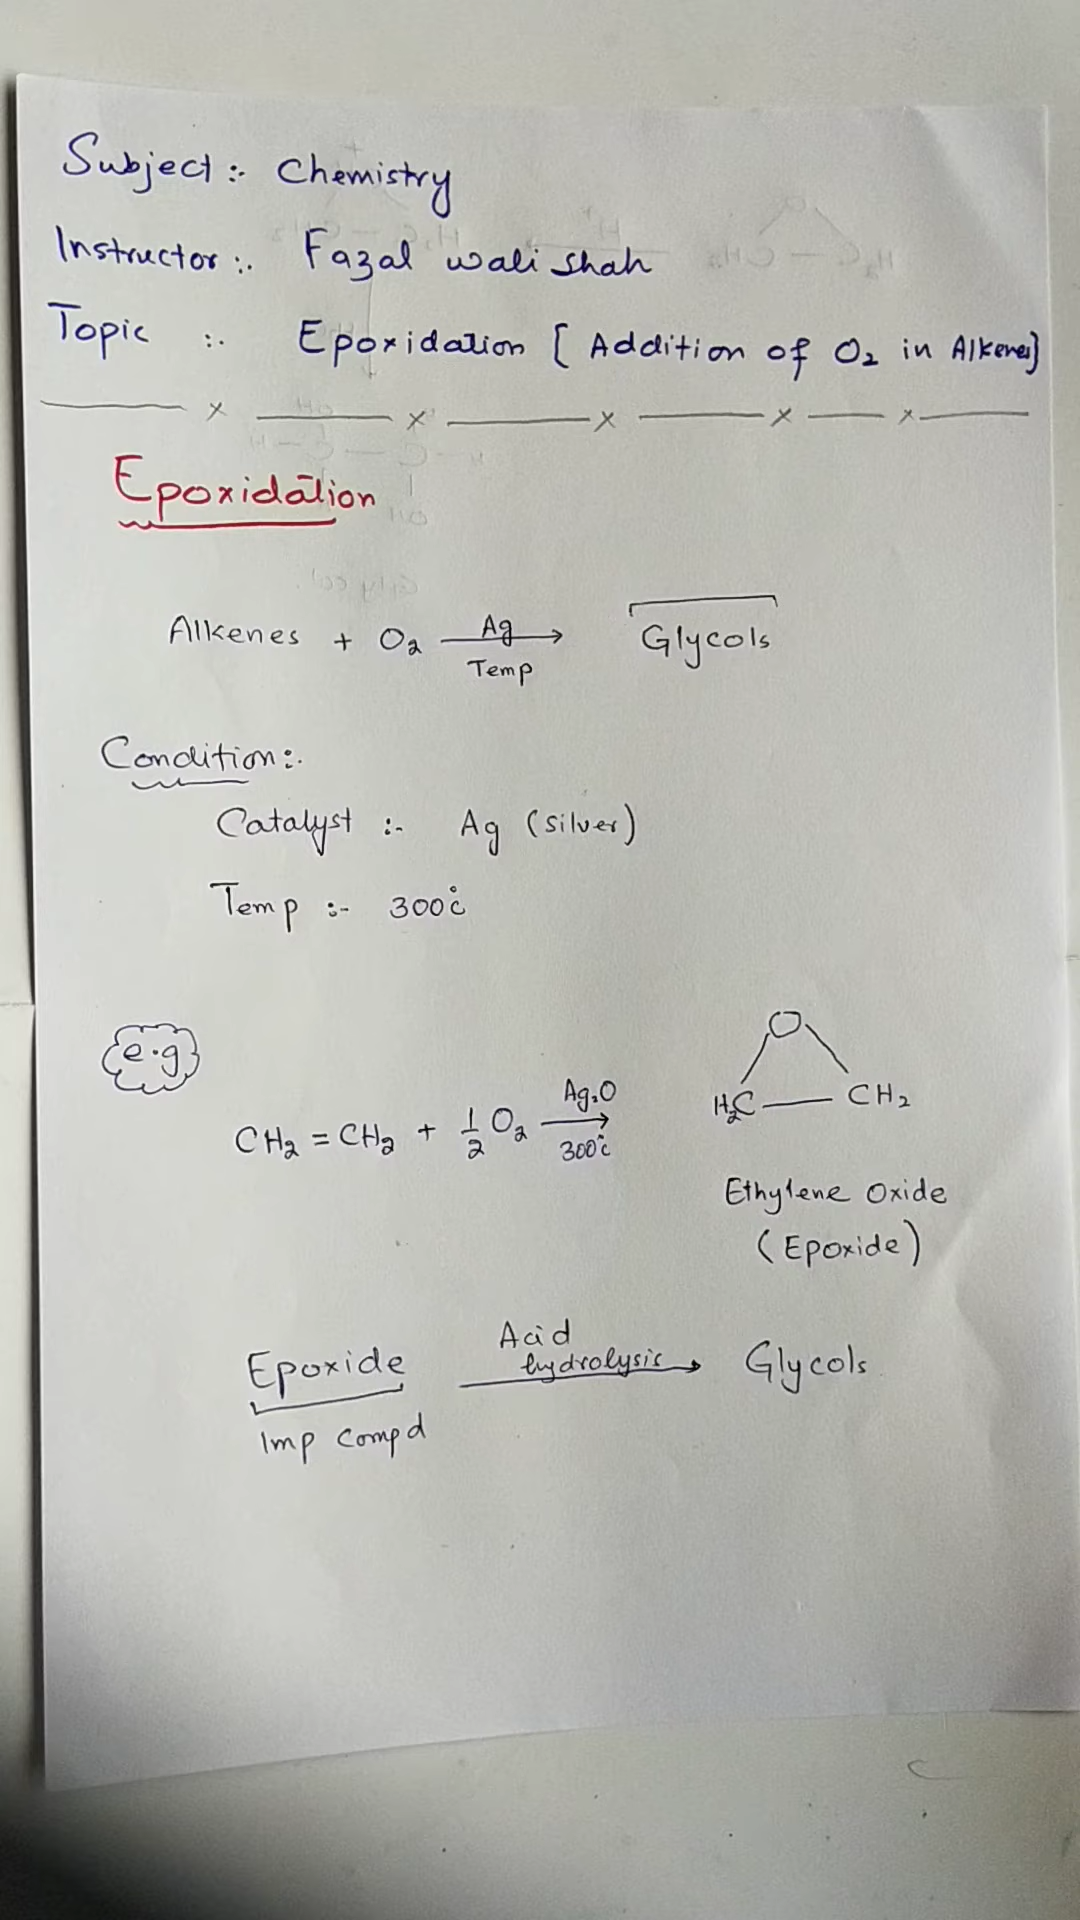 Subject :- Chemistry
Instructor :. Fazal wali Shah
Topic :. Epoxidation [Addition of O₂ in Alkenes]
Epoxidation
Alkenes + O₂ Ag Temp → Glycols
Condition :.
Catalyst :- Ag (silver)
Temp :- 300°c
e.g
CH₂ = CH₂ + 1/2 O₂ Ag₂O 300°c → H₂C — CH₂ O
Ethylene Oxide
(Epoxide)
Epoxide Acid hydrolysis → Glycols
Imp compd